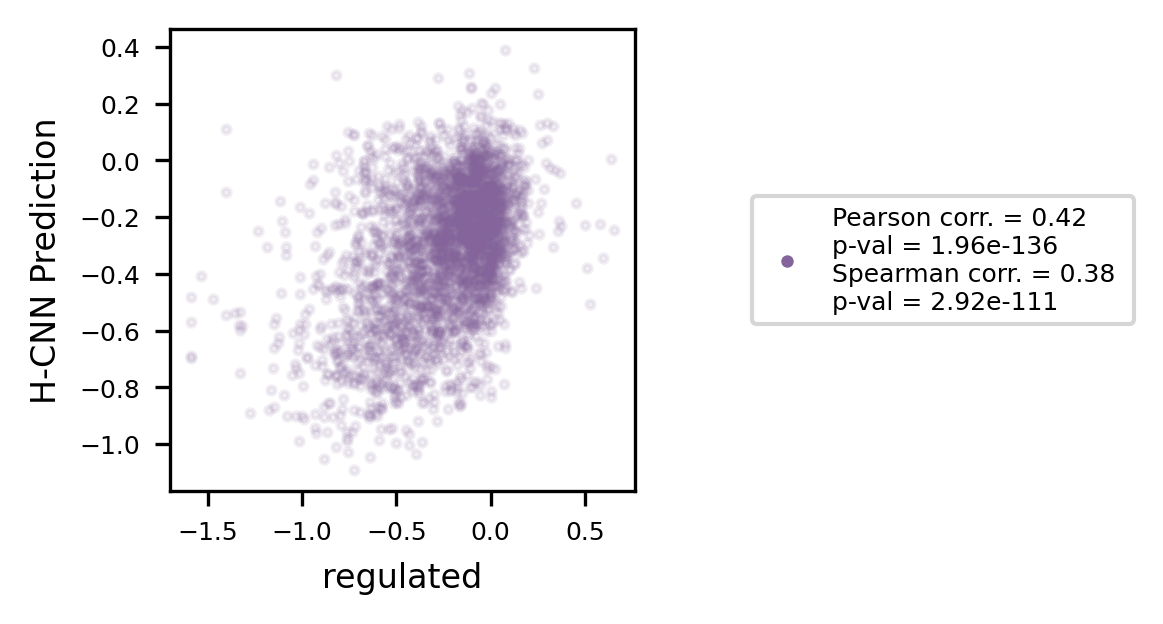 H-CNN Prediction
0.4
0.2
0.0
−0.2
−0.4
−0.6
−0.8
−1.0
−1.5
−1.0
−0.5
0.0
0.5
regulated
Pearson corr. = 0.42
p-val = 1.96e-136
Spearman corr. = 0.38
p-val = 2.92e-111